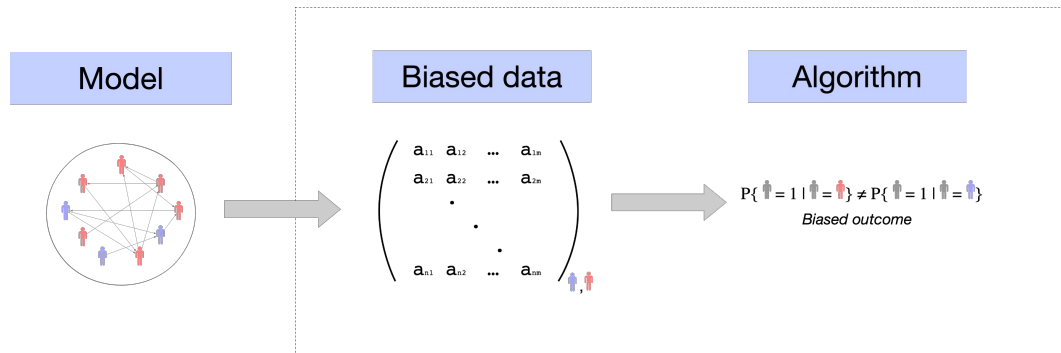 Model
Biased data
Algorithm
a₁₁ a₁₂ ... a₁ₘ
a₂₁ a₂₂ ... a₂ₘ
aₙ₁ aₙ₂ ... aₙₘ
,
P{ = 1 | = } ≠ P{ = 1 | = }
Biased outcome